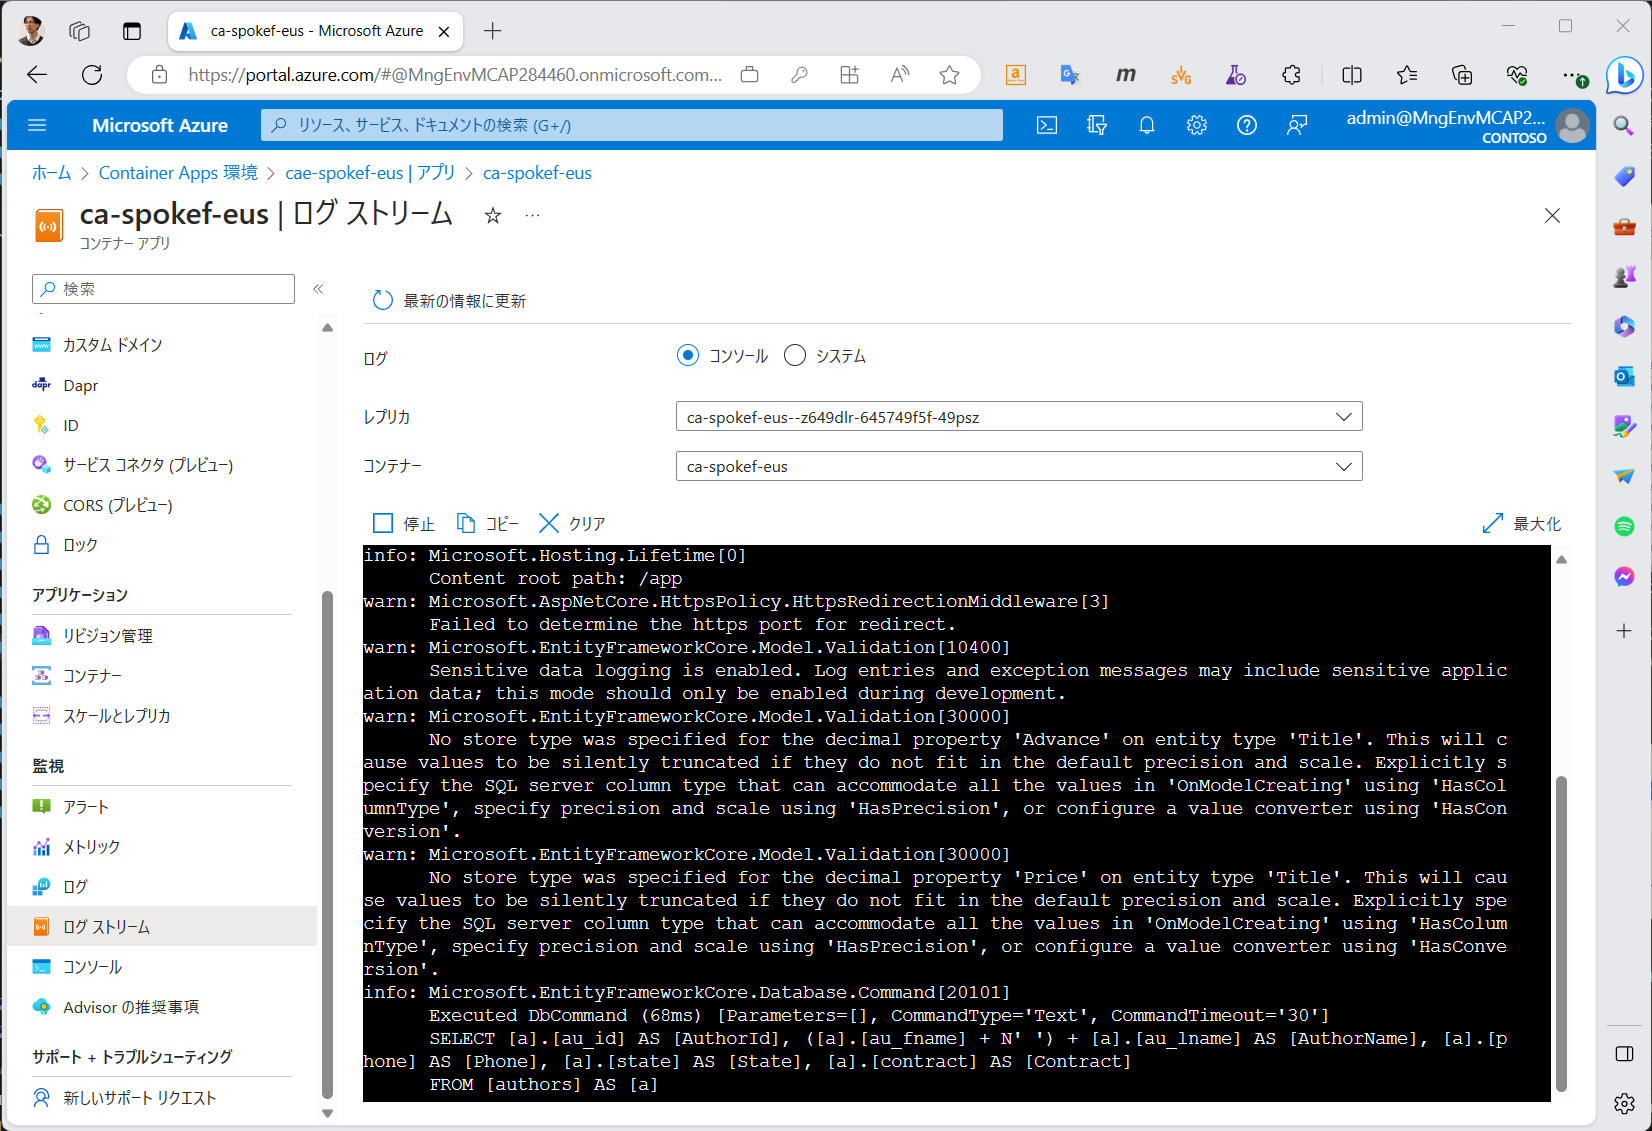 ca-spokef-eus - Microsoft Azure
https://portal.azure.com/#@MngEnvMCAP284460.onmicrosoft.com...
Microsoft Azure
リソース、サービス、ドキュメントの検索 (G+/)
admin@MngEnvMCAP2...
CONTOSO
ホーム > Container Apps 環境 > cae-spokef-eus | アプリ > ca-spokef-eus
ca-spokef-eus | ログ ストリーム
コンテナー アプリ
検索
カスタム ドメイン
dapr Dapr
ID
サービス コネクタ (プレビュー)
CORS (プレビュー)
ロック
アプリケーション
リビジョン管理
コンテナー
スケールとレプリカ
監視
アラート
メトリック
ログ
ログ ストリーム
コンソール
Advisor の推奨事項
サポート + トラブルシューティング
新しいサポート リクエスト
最新の情報に更新
ログ
コンソール システム
レプリカ
ca-spokef-eus--z649dlr-645749f5f-49psz
コンテナー
ca-spokef-eus
停止 コピー クリア 最大化
info: Microsoft.Hosting.Lifetime[0]
Content root path: /app
warn: Microsoft.AspNetCore.HttpsPolicy.HttpsRedirectionMiddleware[3]
Failed to determine the https port for redirect.
warn: Microsoft.EntityFrameworkCore.Model.Validation[10400]
Sensitive data logging is enabled. Log entries and exception messages may include sensitive applic
ation data; this mode should only be enabled during development.
warn: Microsoft.EntityFrameworkCore.Model.Validation[30000]
No store type was specified for the decimal property 'Advance' on entity type 'Title'. This will c
ause values to be silently truncated if they do not fit in the default precision and scale. Explicitly s
pecify the SQL server column type that can accommodate all the values in 'OnModelCreating' using 'HasCol
umnType', specify precision and scale using 'HasPrecision', or configure a value converter using 'HasCon
version'.
warn: Microsoft.EntityFrameworkCore.Model.Validation[30000]
No store type was specified for the decimal property 'Price' on entity type 'Title'. This will cau
se values to be silently truncated if they do not fit in the default precision and scale. Explicitly spe
cify the SQL server column type that can accommodate all the values in 'OnModelCreating' using 'HasColum
nType', specify precision and scale using 'HasPrecision', or configure a value converter using 'HasConve
rsion'.
info: Microsoft.EntityFrameworkCore.Database.Command[20101]
Executed DbCommand (68ms) [Parameters=[], CommandType='Text', CommandTimeout='30']
SELECT [a].[au_id] AS [AuthorId], ([a].[au_fname] + N' ') + [a].[au_lname] AS [AuthorName], [a].[p
hone] AS [Phone], [a].[state] AS [State], [a].[contract] AS [Contract]
FROM [authors] AS [a]